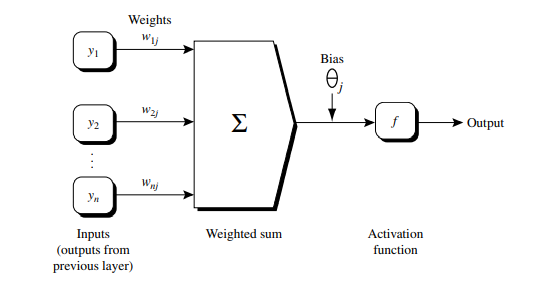 Weights
w1j
y1
Bias
θj
w2j
y2
Σ
f
Output
⋮
wnj
yn
Inputs
(outputs from
previous layer)
Weighted sum
Activation
function